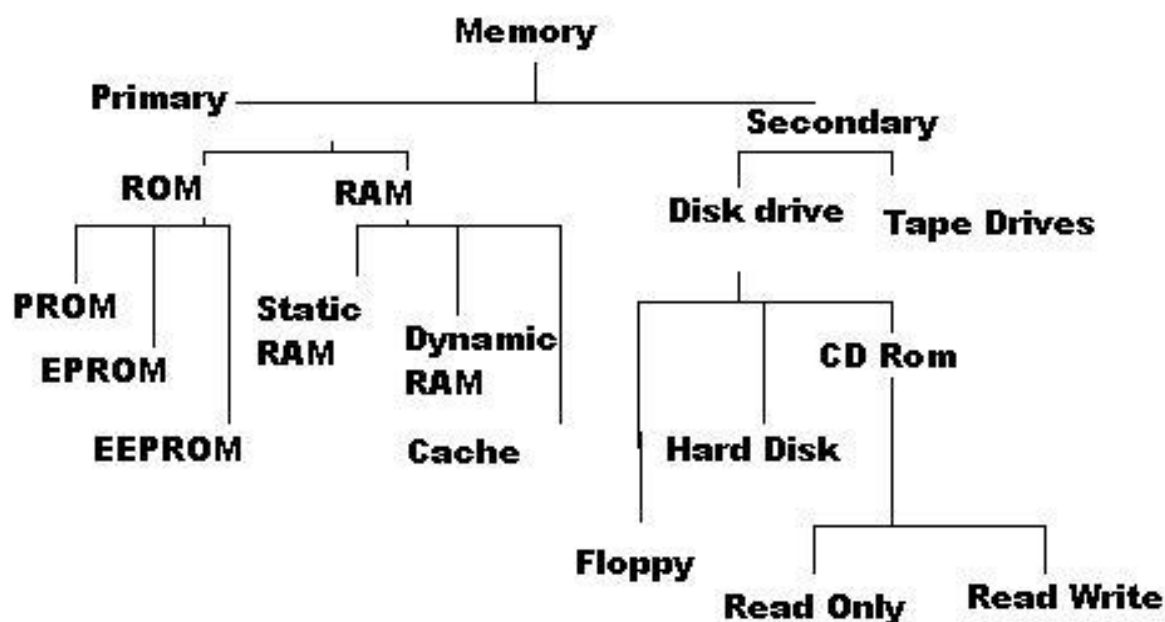 Memory
Primary
Secondary
ROM
RAM
Disk drive
Tape Drives
PROM
Static
RAM
Dynamic
RAM
EPROM
CD Rom
EEPROM
Cache
Hard Disk
Floppy
Read Only
Read Write